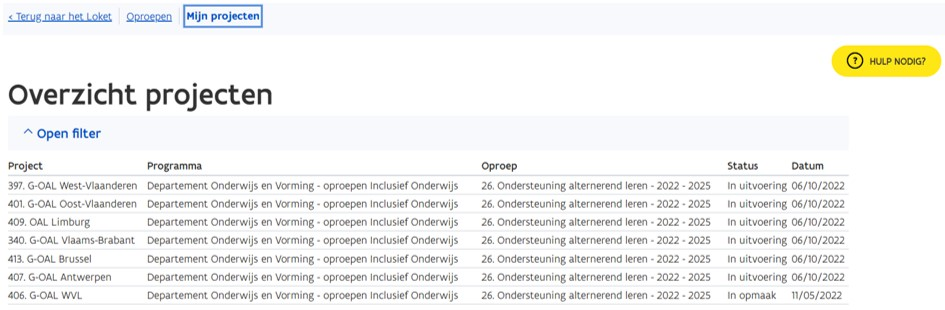 < Terug naar het Loket Oproepen Mijn projecten
? HULP NODIG?
Overzicht projecten
^ Open filter
Project Programma Oproep Status Datum
397. G-OAL West-Vlaanderen Departement Onderwijs en Vorming - oproepen Inclusief Onderwijs 26. Ondersteuning alternerend leren - 2022 - 2025 In uitvoering 06/10/2022
401. G-OAL Oost-Vlaanderen Departement Onderwijs en Vorming - oproepen Inclusief Onderwijs 26. Ondersteuning alternerend leren - 2022 - 2025 In uitvoering 06/10/2022
409. OAL Limburg Departement Onderwijs en Vorming - oproepen Inclusief Onderwijs 26. Ondersteuning alternerend leren - 2022 - 2025 In uitvoering 06/10/2022
340. G-OAL Vlaams-Brabant Departement Onderwijs en Vorming - oproepen Inclusief Onderwijs 26. Ondersteuning alternerend leren - 2022 - 2025 In uitvoering 06/10/2022
413. G-OAL Brussel Departement Onderwijs en Vorming - oproepen Inclusief Onderwijs 26. Ondersteuning alternerend leren - 2022 - 2025 In uitvoering 06/10/2022
407. G-OAL Antwerpen Departement Onderwijs en Vorming - oproepen Inclusief Onderwijs 26. Ondersteuning alternerend leren - 2022 - 2025 In uitvoering 06/10/2022
406. G-OAL WVL Departement Onderwijs en Vorming - oproepen Inclusief Onderwijs 26. Ondersteuning alternerend leren - 2022 - 2025 In opmaak 11/05/2022